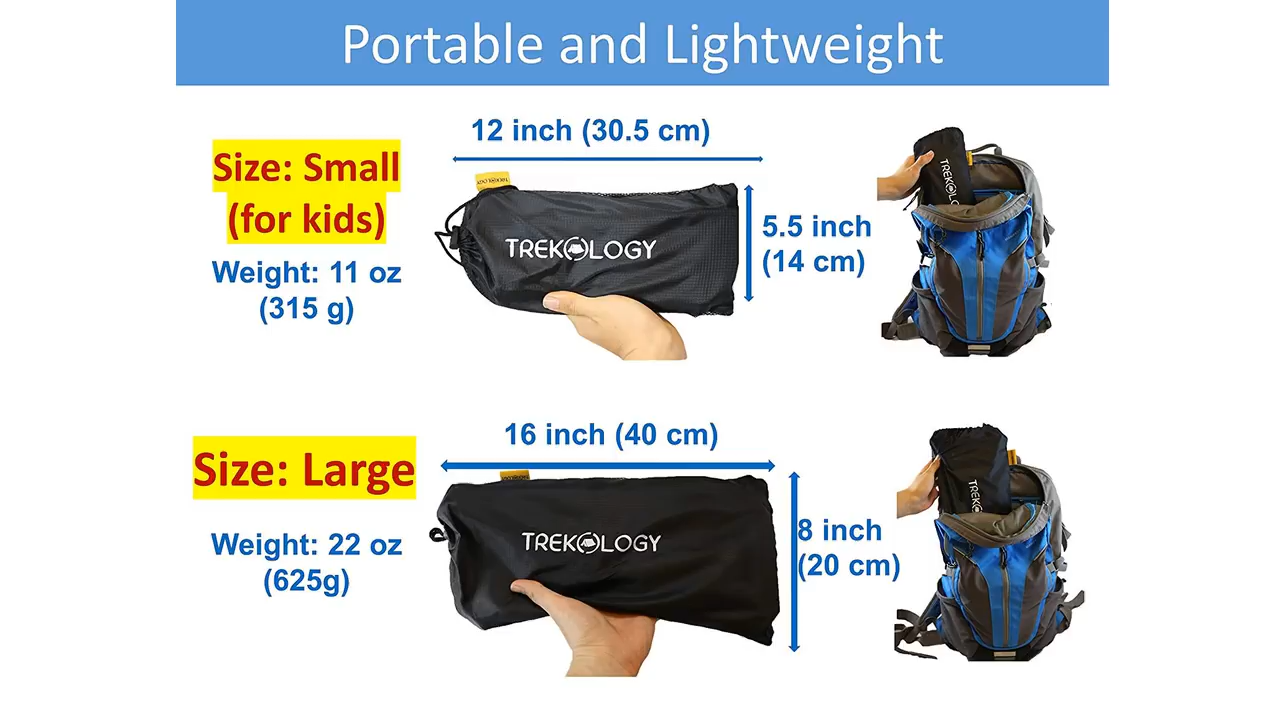 Portable and Lightweight
12 inch (30.5 cm)
Size: Small
(for kids)
Weight: 11 oz
(315 g)
TREKOLOGY
TREKOLOGY
5.5 inch
(14 cm)
TREKOLO
16 inch (40 cm)
Size: Large
Weight: 22 oz
(625g)
TREKOLOGY
8 inch
(20 cm)
TREKO